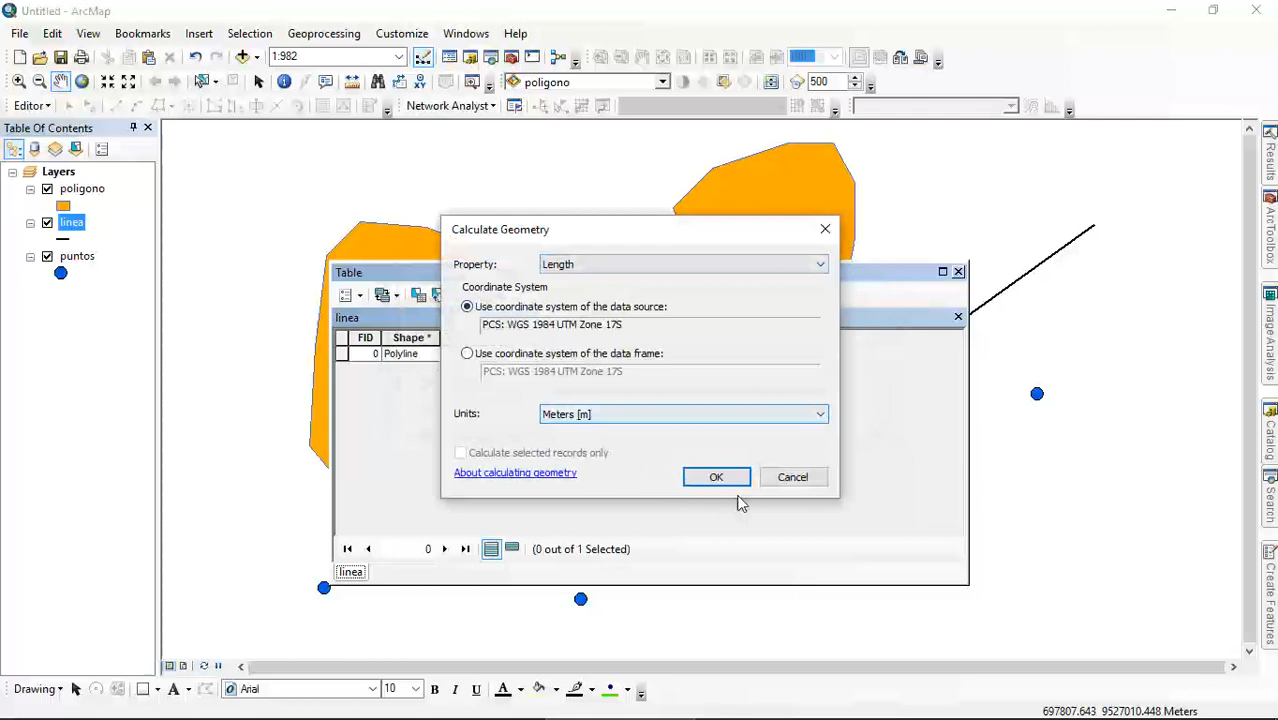 Untitled - ArcMap
File Edit View Bookmarks Insert Selection Geoprocessing Customize Windows Help
1:982
poligono
500
Editor
Network Analyst
Table Of Contents
Layers
poligono
linea
puntos
Calculate Geometry
Property: Length
Coordinate System
Use coordinate system of the data source:
PCS: WGS 1984 UTM Zone 17S
Use coordinate system of the data frame:
PCS: WGS 1984 UTM Zone 17S
Units: Meters [m]
Calculate selected records only
About calculating geometry
OK Cancel
Table
linea
FID Shape *
0 Polyline
0 (0 out of 1 Selected)
linea
Results
ArcToolbox
Image Analysis
Catalog
Search
Create Features
Drawing
Arial 10 B I U A
697807.643 9527010.448 Meters